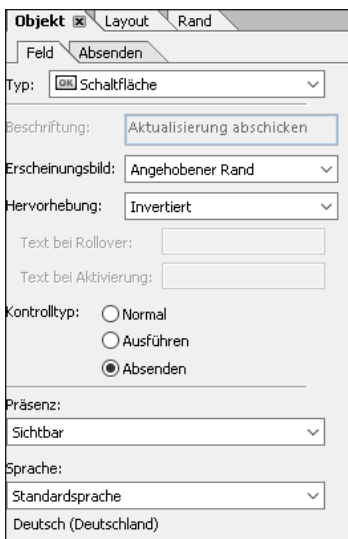 Objekt Layout Rand
Feld Absenden
Typ: OK Schaltfläche
Beschriftung: Aktualisierung abschicken
Erscheinungsbild: Angehobener Rand
Hervorhebung: Invertiert
Text bei Rollover:
Text bei Aktivierung:
Kontrolltyp: Normal
Ausführen
Absenden
Präsenz:
Sichtbar
Sprache:
Standardsprache
Deutsch (Deutschland)